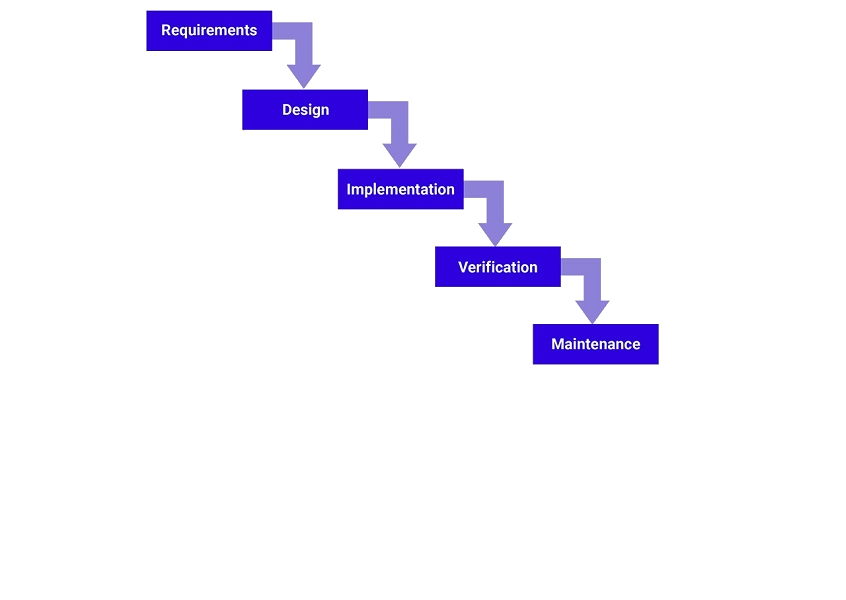 Requirements
Design
Implementation
Verification
Maintenance